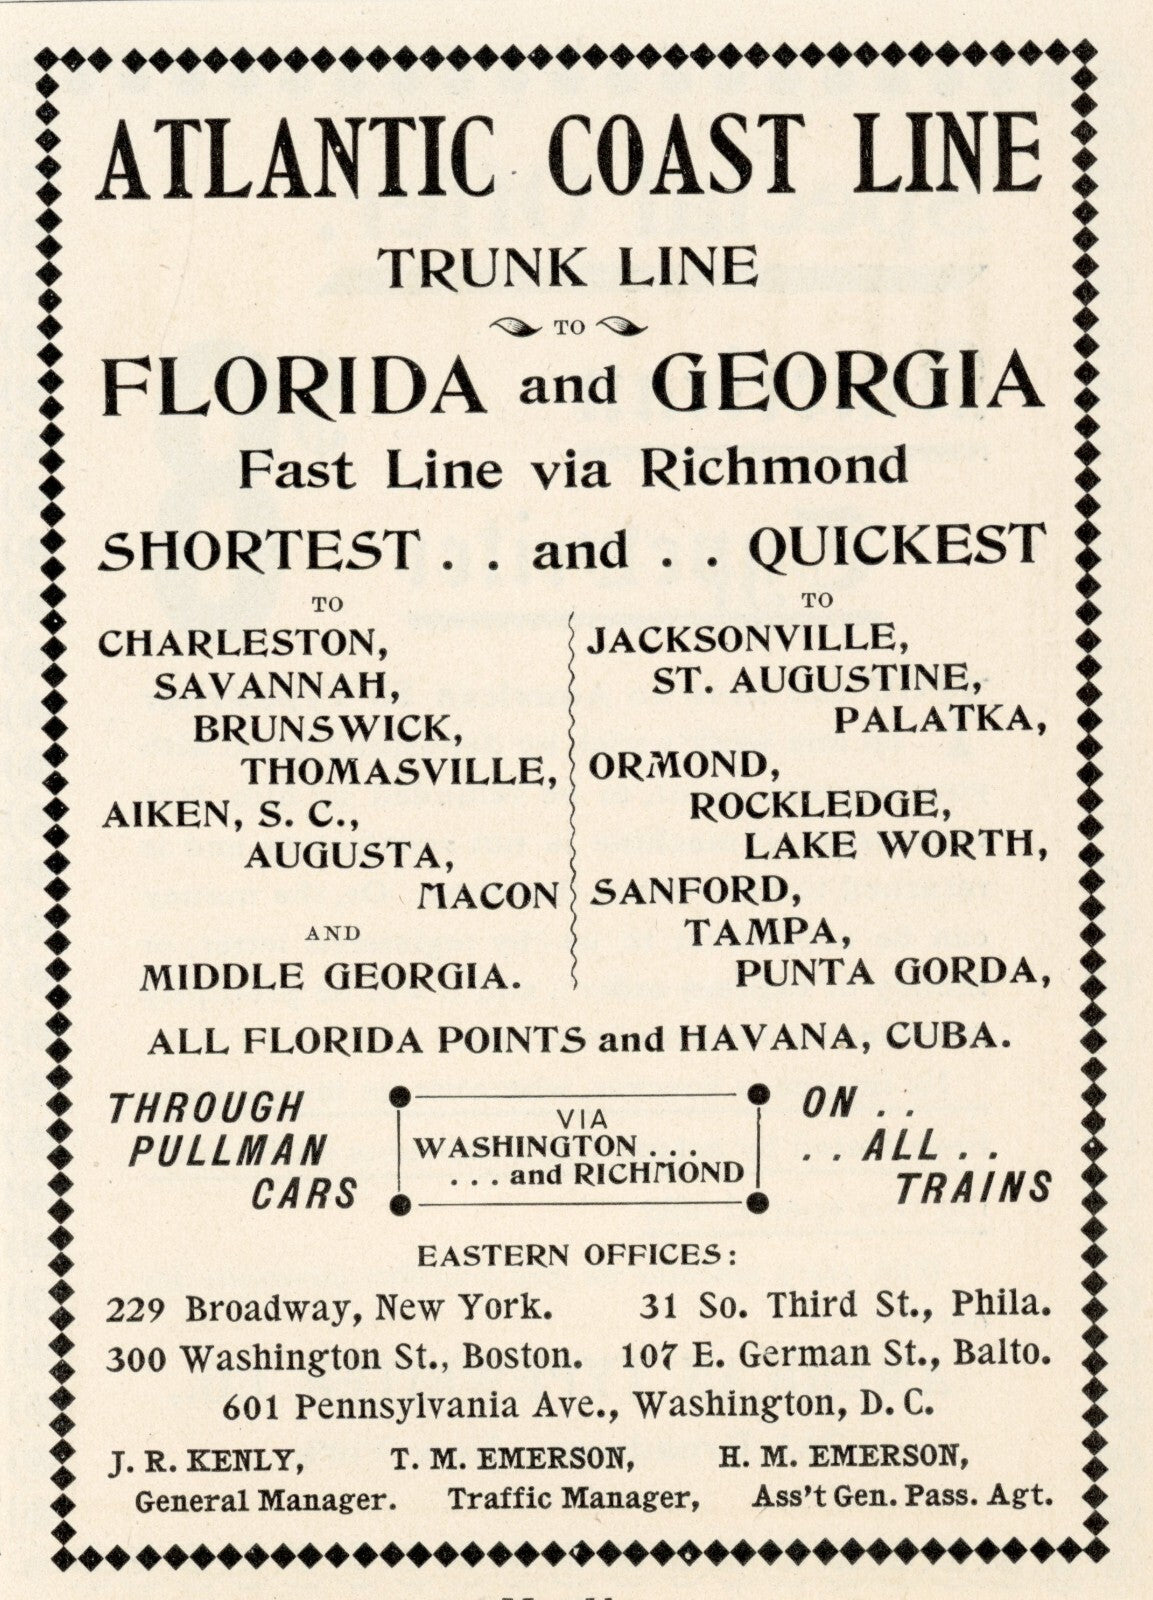 ATLANTIC COAST LINE
TRUNK LINE
TO
FLORIDA and GEORGIA
Fast Line via Richmond
SHORTEST . . and . . QUICKEST
TO
CHARLESTON,
SAVANNAH,
BRUNSWICK,
THOMASVILLE,
AIKEN, S. C.,
AUGUSTA,
MACON
AND
MIDDLE GEORGIA.
TO
JACKSONVILLE,
ST. AUGUSTINE,
PALATKA,
ORMOND,
ROCKLEDGE,
LAKE WORTH,
SANFORD,
TAMPA,
PUNTA GORDA,
ALL FLORIDA POINTS and HAVANA, CUBA.
THROUGH
PULLMAN
CARS
VIA
WASHINGTON . . .
. . . and RICHMOND
ON . .
. . ALL . .
TRAINS
EASTERN OFFICES:
229 Broadway, New York. 31 So. Third St., Phila.
300 Washington St., Boston. 107 E. German St., Balto.
601 Pennsylvania Ave., Washington, D. C.
J. R. KENLY, T. M. EMERSON, H. M. EMERSON,
General Manager. Traffic Manager, Ass't Gen. Pass. Agt.